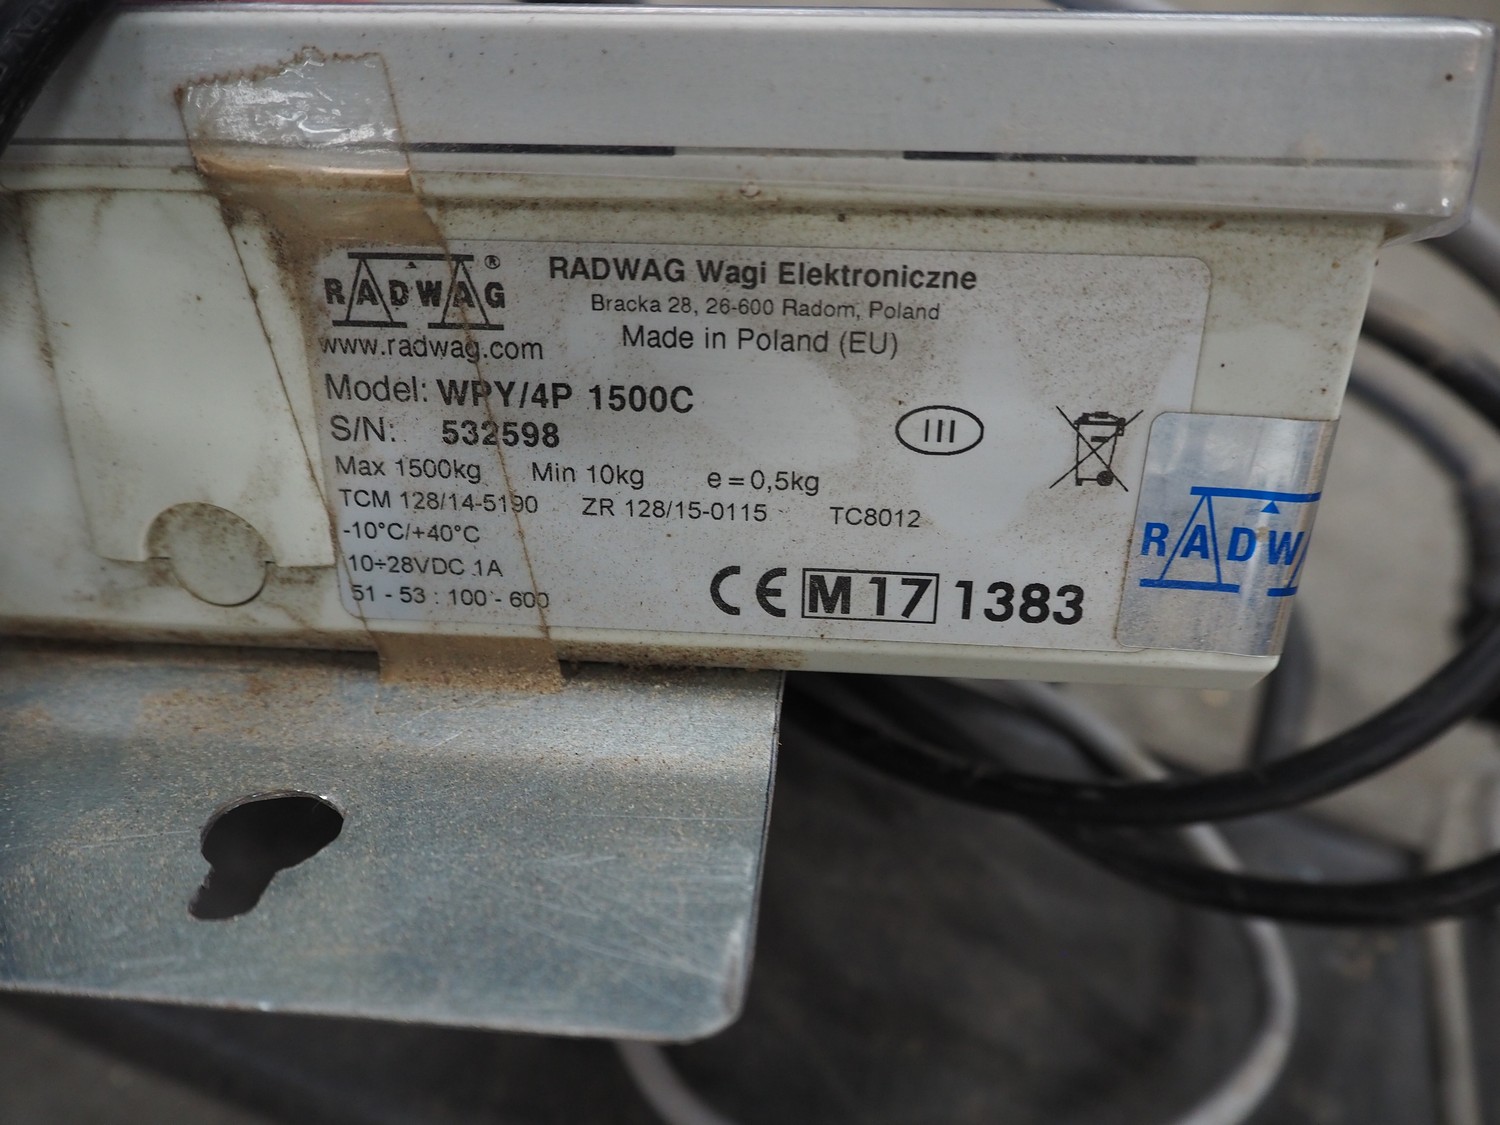 RADWAG®
www.radwag.com
RADWAG Wagi Elektroniczne
Bracka 28, 26-600 Radom, Poland
Made in Poland (EU)
Model: WPY/4P 1500C
S/N: 532598
III
Max 1500kg Min 10kg e = 0,5kg
TCM 128/14-5190 ZR 128/15-0115 TC8012
-10°C/+40°C
10÷28VDC 1A
51 - 53 : 100 - 600
CE M 17 1383
RADW